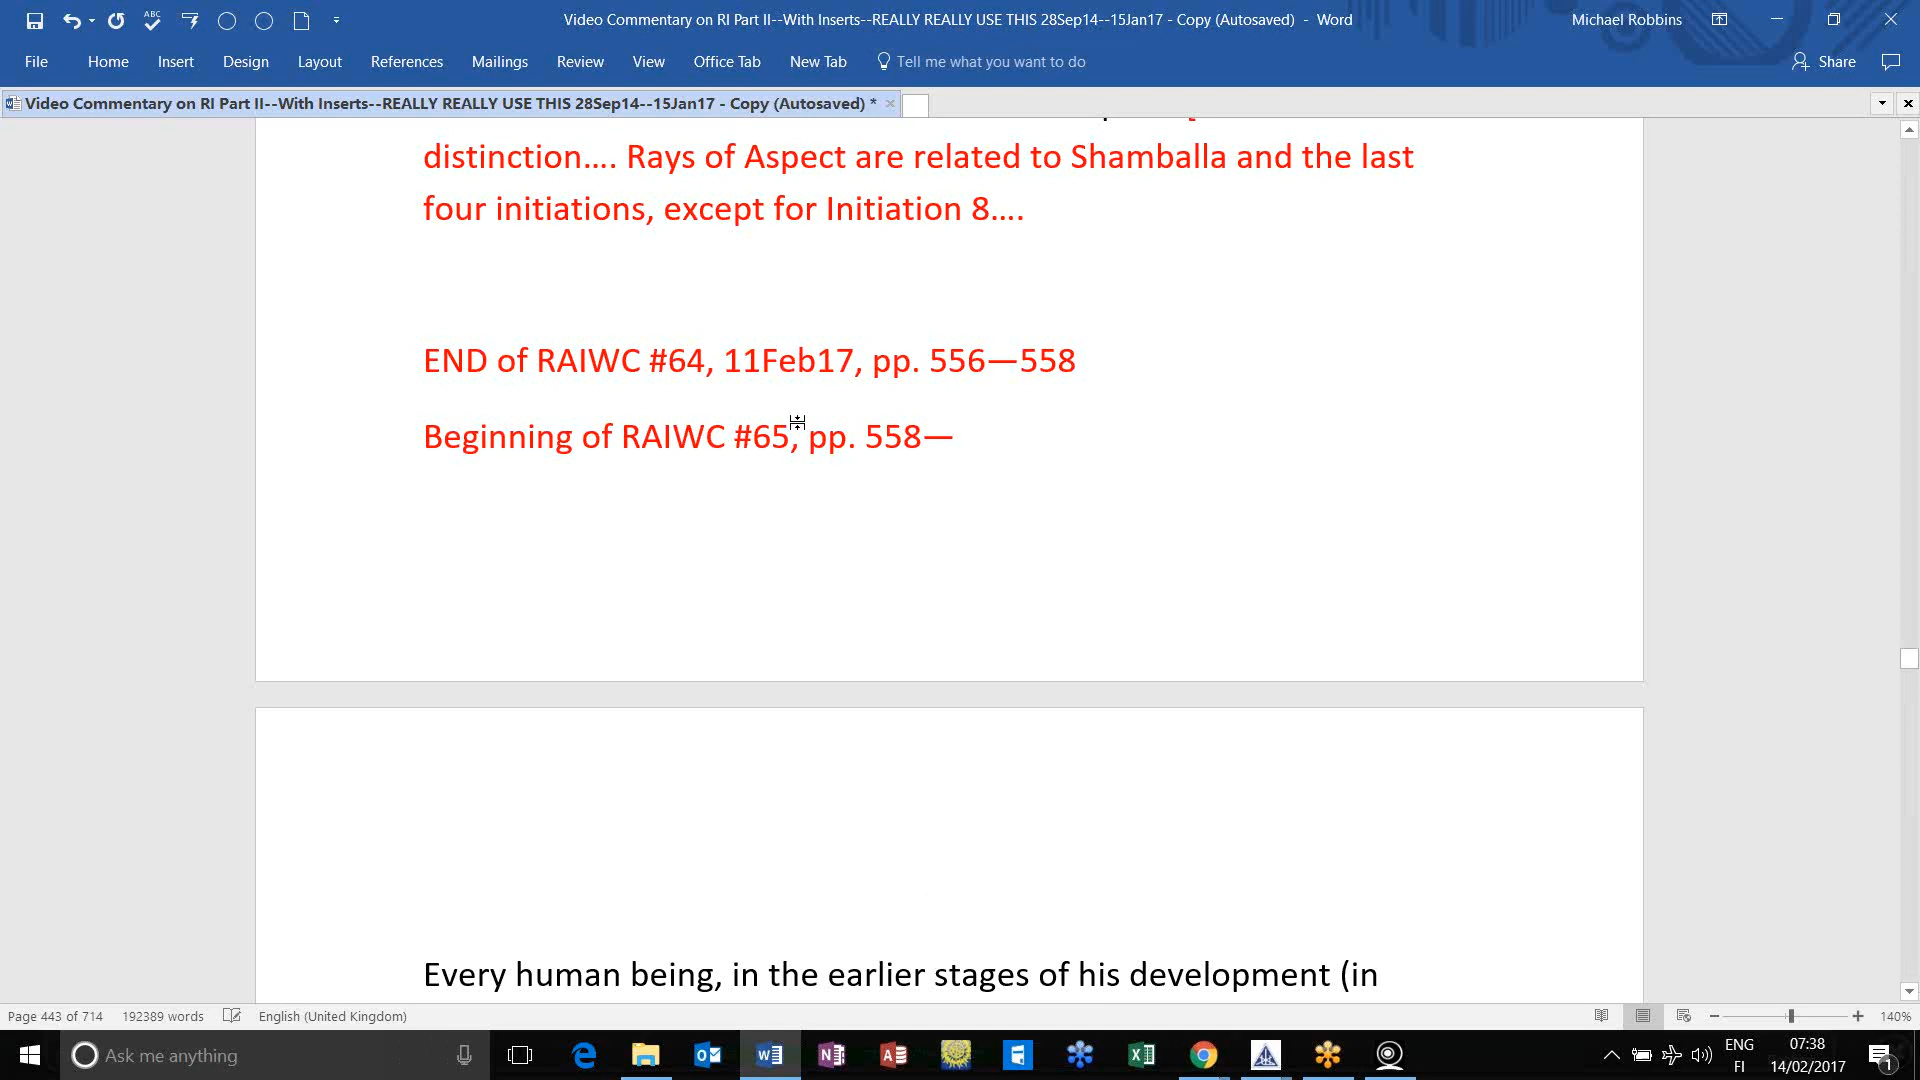 Video Commentary on RI Part II--With Inserts--REALLY REALLY USE THIS 28Sep14--15Jan17 - Copy (Autosaved) - Word
Michael Robbins
File Home Insert Design Layout References Mailings Review View Office Tab New Tab Tell me what you want to do Share
Video Commentary on RI Part II--With Inserts--REALLY REALLY USE THIS 28Sep14--15Jan17 - Copy (Autosaved) *
distinction…. Rays of Aspect are related to Shamballa and the last
four initiations, except for Initiation 8….
END of RAIWC #64, 11Feb17, pp. 556—558
Beginning of RAIWC #65, pp. 558—
Every human being, in the earlier stages of his development (in
Page 443 of 714 192389 words English (United Kingdom) 140%
Ask me anything
ENG 07:38
FI 14/02/2017 1